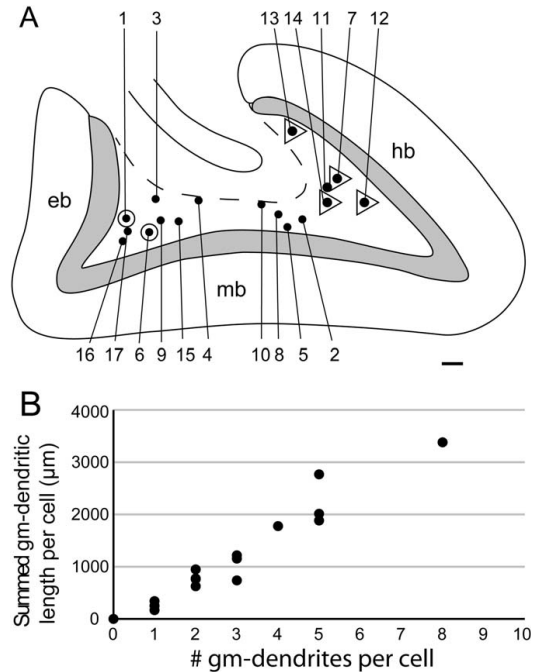 A
1 3 13 14 11 7 12
hb
eb
mb
16 17 6 9 15 4 10 8 5 2
B
Summed gm-dendritic
length per cell (µm)
4000
3000
2000
1000
0
0 1 2 3 4 5 6 7 8 9 10
# gm-dendrites per cell